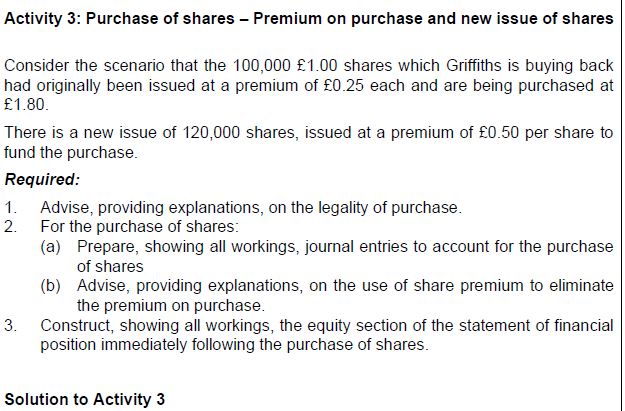 Activity 3: Purchase of shares – Premium on purchase and new issue of shares
Consider the scenario that the 100,000 £1.00 shares which Griffiths is buying back
had originally been issued at a premium of £0.25 each and are being purchased at
£1.80.
There is a new issue of 120,000 shares, issued at a premium of £0.50 per share to
fund the purchase.
Required:
1. Advise, providing explanations, on the legality of purchase.
2. For the purchase of shares:
(a) Prepare, showing all workings, journal entries to account for the purchase
of shares
(b) Advise, providing explanations, on the use of share premium to eliminate
the premium on purchase.
3. Construct, showing all workings, the equity section of the statement of financial
position immediately following the purchase of shares.
Solution to Activity 3